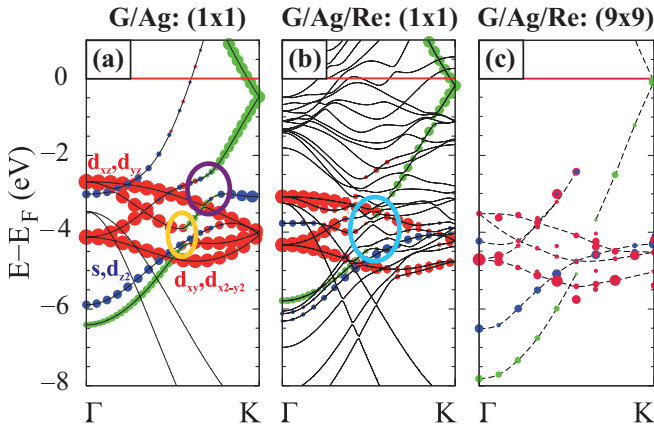 G/Ag: (1x1) G/Ag/Re: (1x1) G/Ag/Re: (9x9)
(a) (b) (c)
E−E_F (eV)
0
−2
−4
−6
−8
d_xz,d_yz
s,d_z2
d_xy,d_x2-y2
Γ K Γ K Γ K